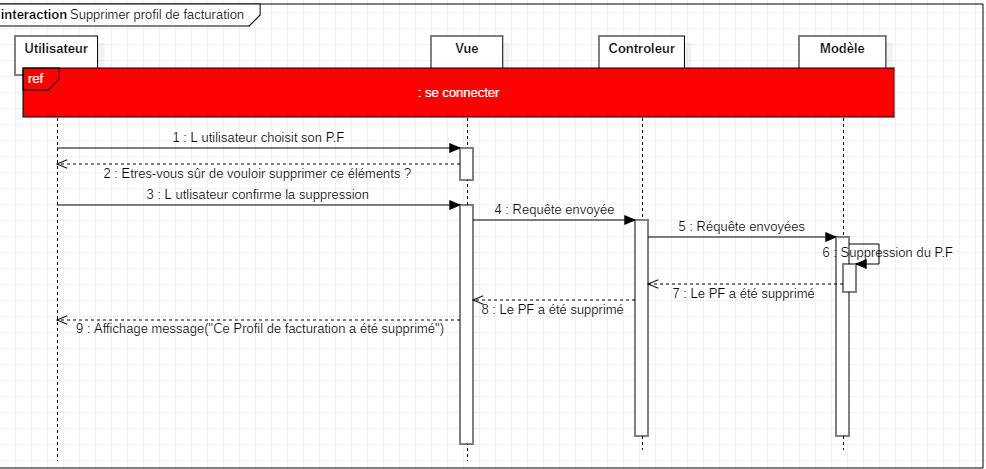 interaction Supprimer profil de facturation
Utilisateur
Vue
Controleur
Modèle
ref
: se connecter
1 : L utilisateur choisit son P.F
2 : Etres-vous sûr de vouloir supprimer ce éléments ?
3 : L utlisateur confirme la suppression
4 : Requête envoyée
5 : Réquête envoyées
6 : Suppression du P.F
7 : Le PF a été supprimé
8 : Le PF a été supprimé
9 : Affichage message("Ce Profil de facturation a été supprimé")